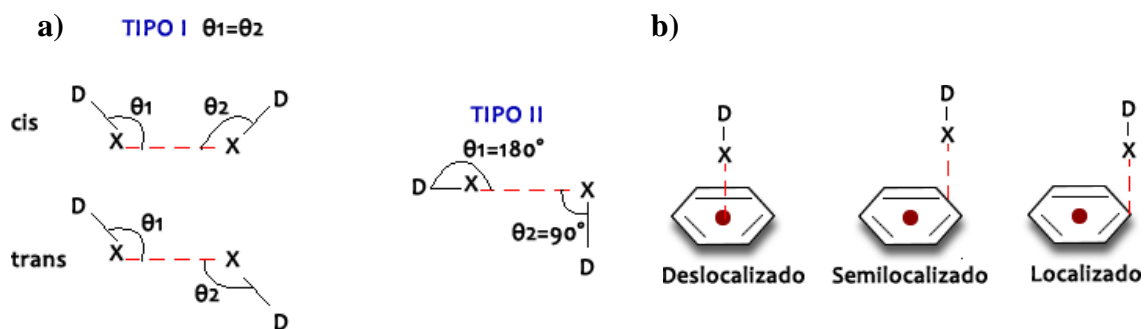 a) TIPO I θ1=θ2
D θ1 θ2 D
cis X X
D θ1
trans X X
θ2 D
TIPO II
θ1=180°
D X X
θ2=90°
D
b)
D D D
X X X
Deslocalizado Semilocalizado Localizado